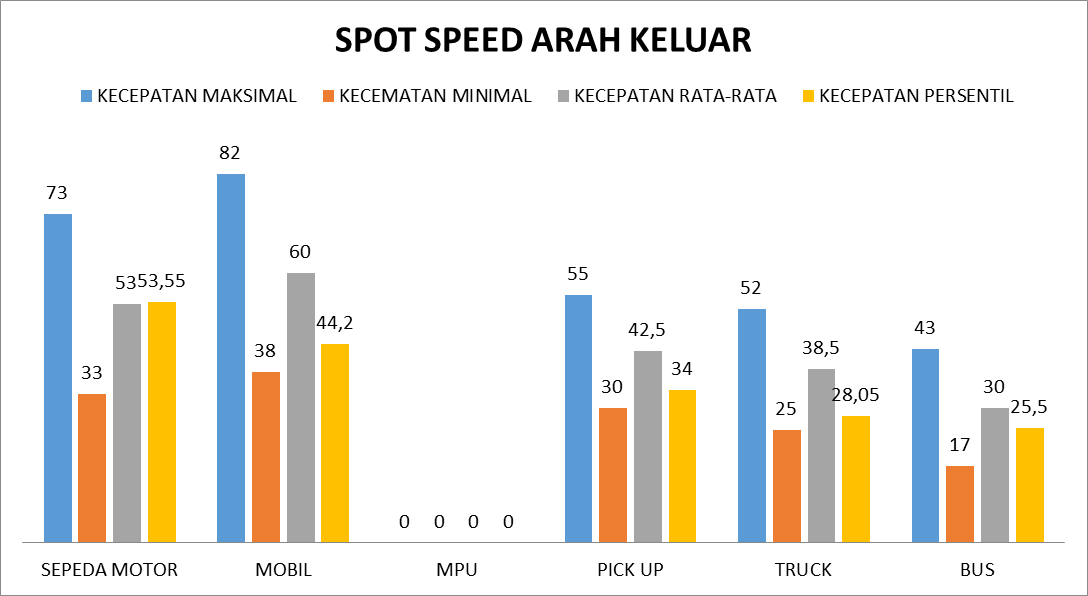 SPOT SPEED ARAH KELUAR
KECEPATAN MAKSIMAL KECEMATAN MINIMAL KECEPATAN RATA-RATA KECEPATAN PERSENTIL
73 33 53 53,55
82 38 60 44,2
0 0 0 0
55 30 42,5 34
52 25 38,5 28,05
43 17 30 25,5
SEPEDA MOTOR MOBIL MPU PICK UP TRUCK BUS